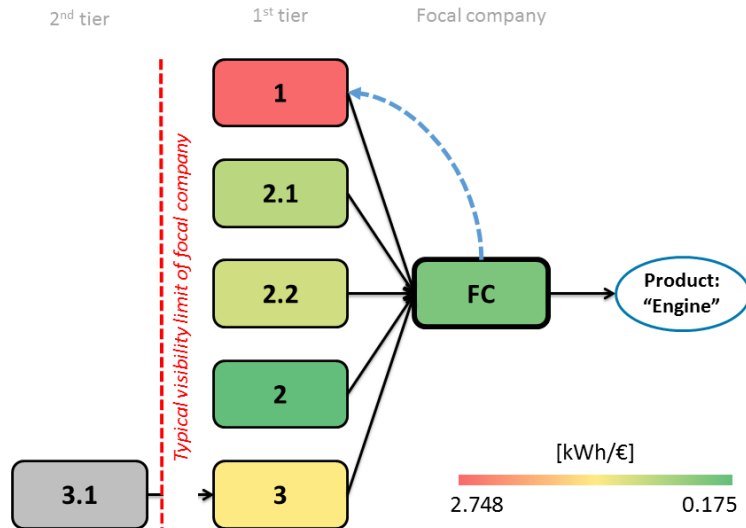 2nd tier
1st tier
Focal company
Typical visibility limit of focal company
1
2.1
2.2
2
3
3.1
FC
Product:
“Engine”
[kWh/€]
2.748
0.175